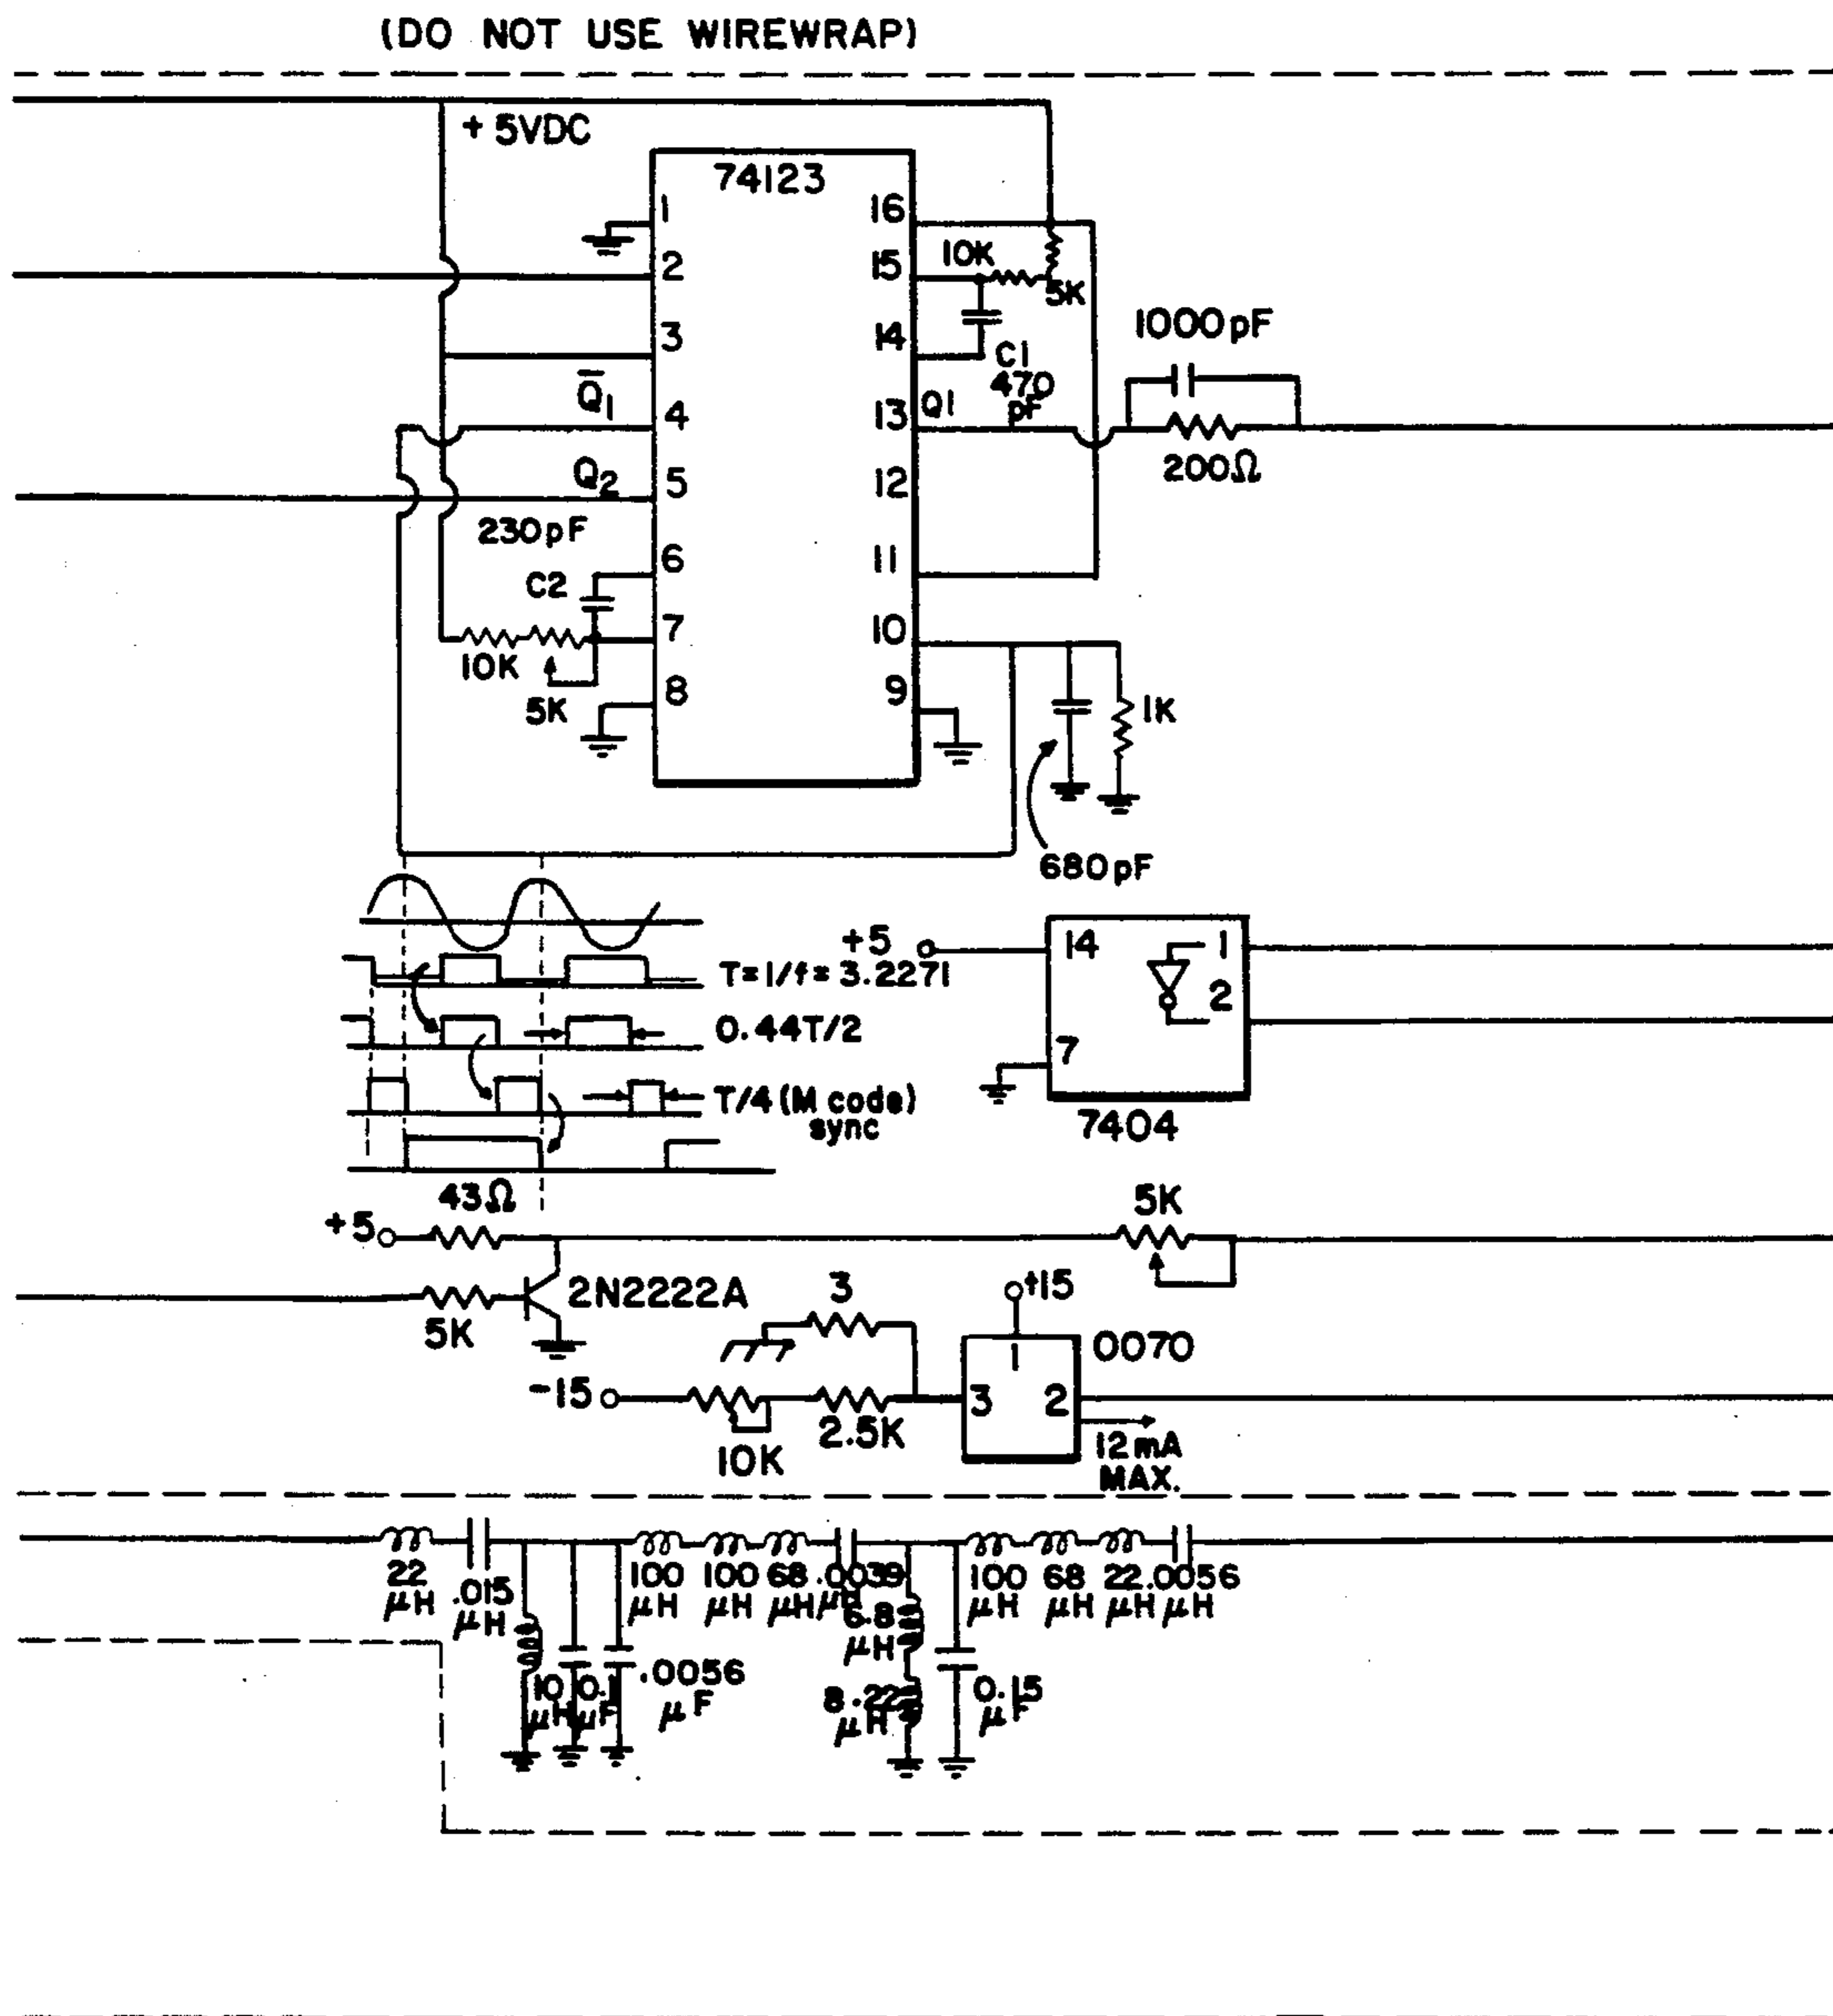 (DO NOT USE WIREWRAP)
+5VDC
74123
1
2
3
Q̅1
4
Q2
5
230pF
6
C2
7
10K
5K
8
16
10K
15
5K
14
C1
470
pF
Q1
13
12
11
10
9
1000pF
200Ω
1K
680pF
T=1/f=3.2271
0.44T/2
T/4(M code)
sync
+5
14
1
2
7
7404
43Ω
+5
5K
2N2222A
5K
3
+15
1
0070
-15
3
2
10K
2.5K
12mA
MAX.
22
μH
.015
μH
10
μH
0.1
μF
.0056
μF
100
μH
100
μH
68
μH
.0039
μH
6.8
μH
8.22
μH
0.15
μF
100
μH
68
μH
22
μH
.0056
μH